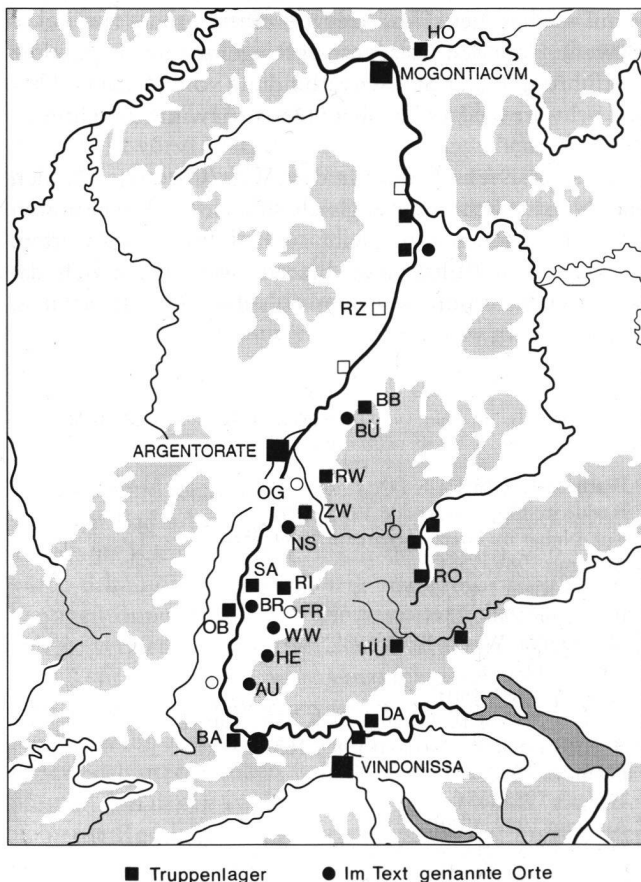 HO
MOGONTIACVM
RZ
BB
BÜ
ARGENTORATE
RW
OG
ZW
NS
SA
RI
BR
FR
RO
OB
WW
HÜ
HE
AU
DA
BA
VINDONISSA
■ Truppenlager ● Im Text genannte Orte